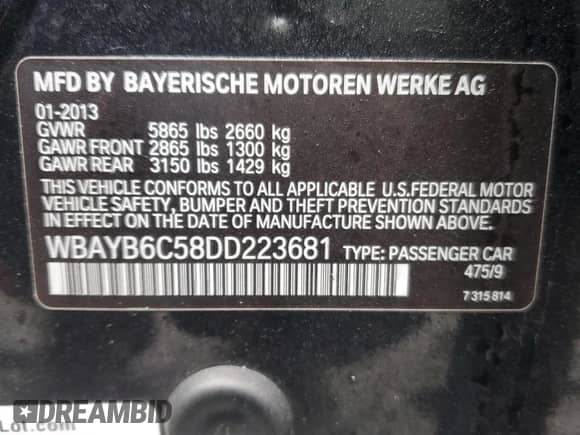 MFD BY BAYERISCHE MOTOREN WERKE AG
01-2013
GVWR 5865 lbs 2660 kg
GAWR FRONT 2865 lbs 1300 kg
GAWR REAR 3150 lbs 1429 kg
THIS VEHICLE CONFORMS TO ALL APPLICABLE U.S.FEDERAL MOTOR
VEHICLE SAFETY, BUMPER AND THEFT PREVENTION STANDARDS
IN EFFECT ON THE DATE OF MANUFACTURE SHOWN ABOVE.
WBAYB6C58DD223681 TYPE: PASSENGER CAR
475/9
7 315 814
DREAMBID
Lot.com